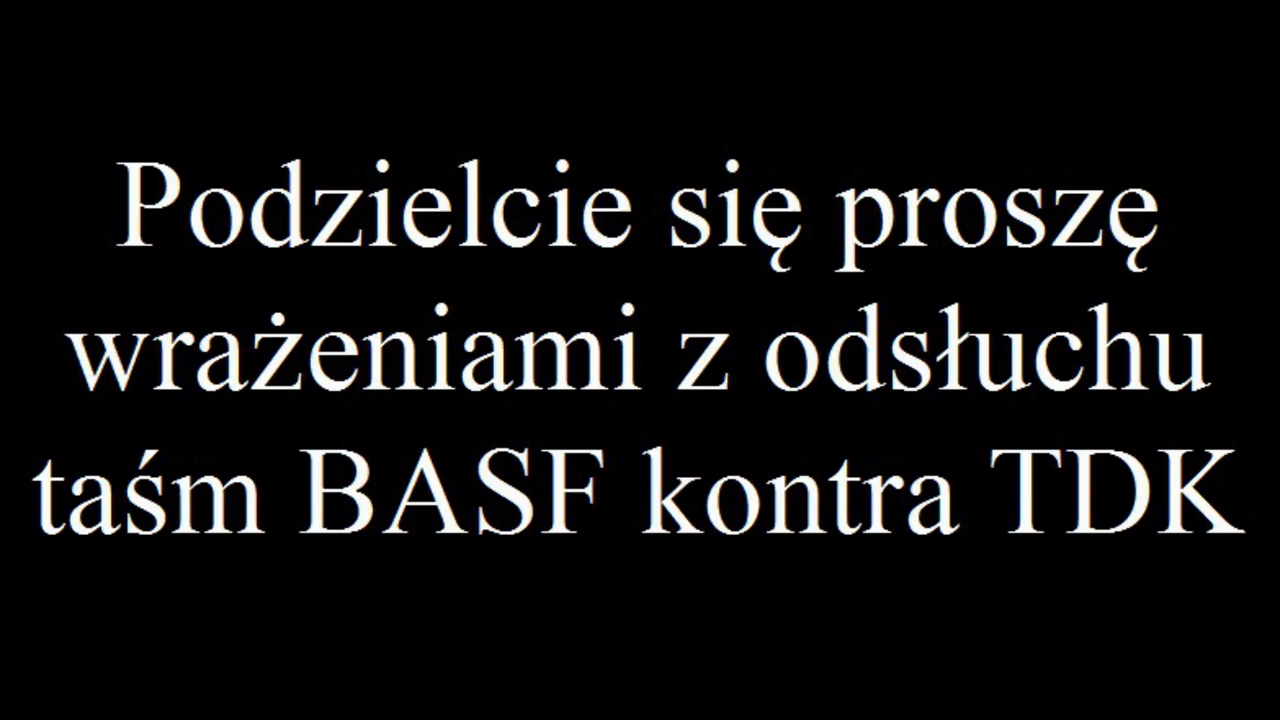 Podzielcie się proszę
wrażeniami z odsłuchu
taśm BASF kontra TDK